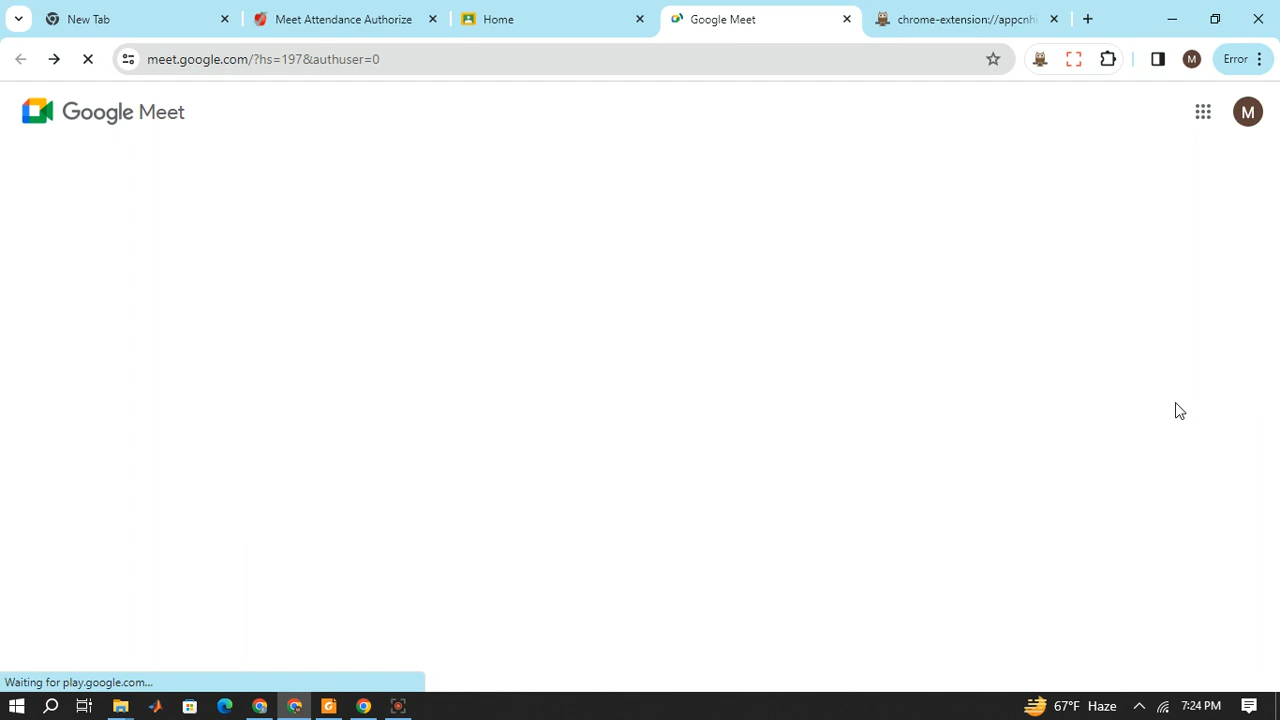 New Tab
Meet Attendance Authorize
Home
Google Meet
chrome-extension://appcnhi
meet.google.com/?hs=197&authuser=0
M
Error
Google Meet
M
Waiting for play.google.com...
67°F Haze
7:24 PM